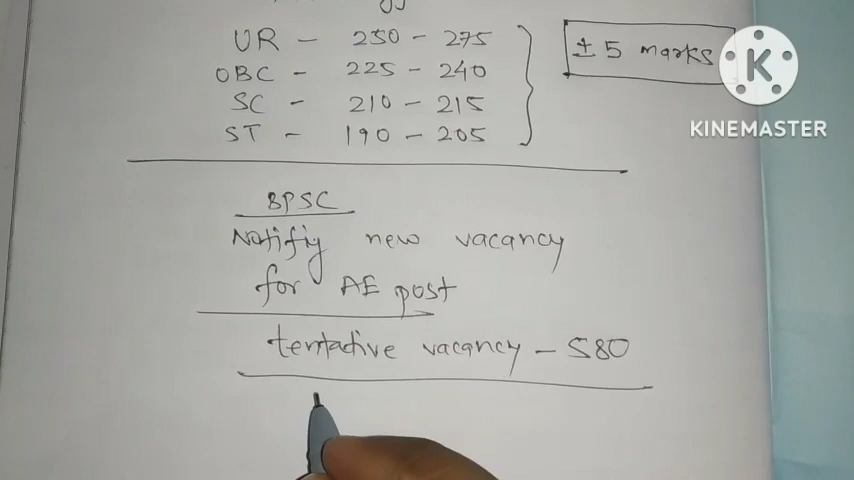 UR - 250 - 275
OBC - 225 - 240
SC - 210 - 215
ST - 190 - 205
± 5 marks
KINEMASTER
BPSC
Notifiy new vacancy
for AE post
tentative vacancy - 580